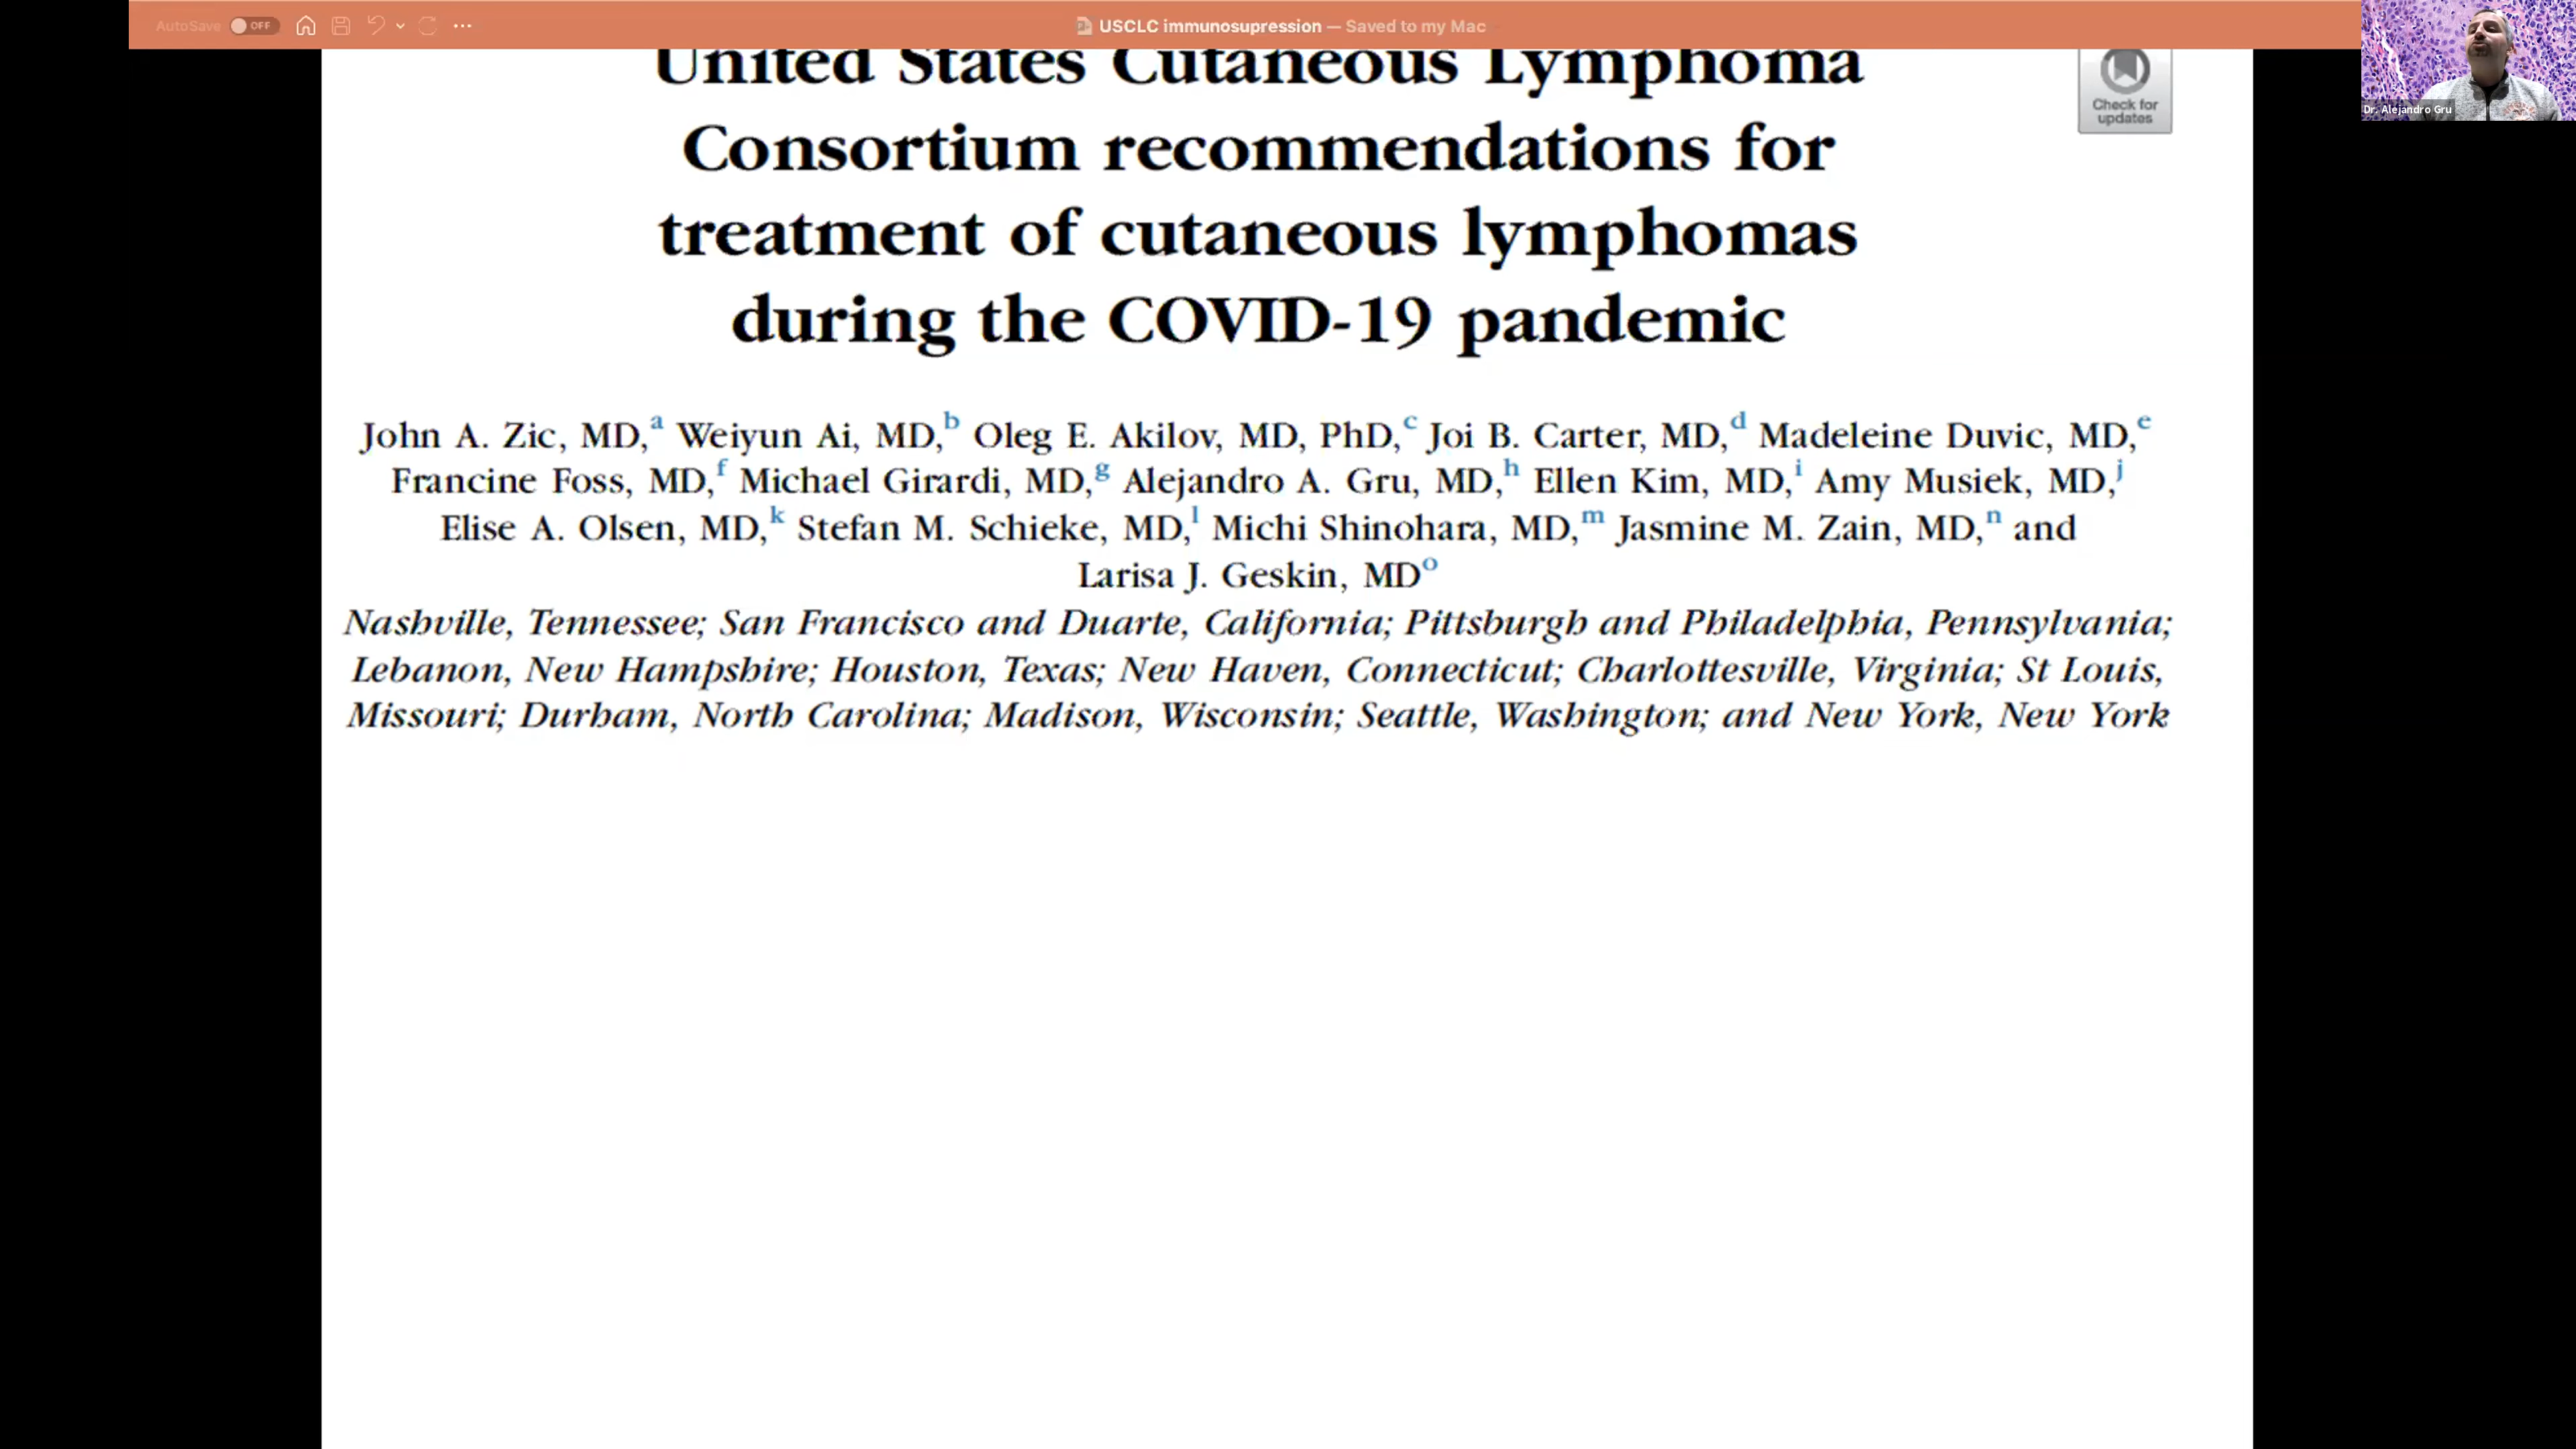 AutoSave OFF USCLC immunosupression — Saved to my Mac
Dr. Alejandro Gru
United States Cutaneous Lymphoma
Consortium recommendations for
treatment of cutaneous lymphomas
during the COVID-19 pandemic
Check for
updates
John A. Zic, MD,a Weiyun Ai, MD,b Oleg E. Akilov, MD, PhD,c Joi B. Carter, MD,d Madeleine Duvic, MD,e
Francine Foss, MD,f Michael Girardi, MD,g Alejandro A. Gru, MD,h Ellen Kim, MD,i Amy Musiek, MD,j
Elise A. Olsen, MD,k Stefan M. Schieke, MD,l Michi Shinohara, MD,m Jasmine M. Zain, MD,n and
Larisa J. Geskin, MDo
Nashville, Tennessee; San Francisco and Duarte, California; Pittsburgh and Philadelphia, Pennsylvania;
Lebanon, New Hampshire; Houston, Texas; New Haven, Connecticut; Charlottesville, Virginia; St Louis,
Missouri; Durham, North Carolina; Madison, Wisconsin; Seattle, Washington; and New York, New York